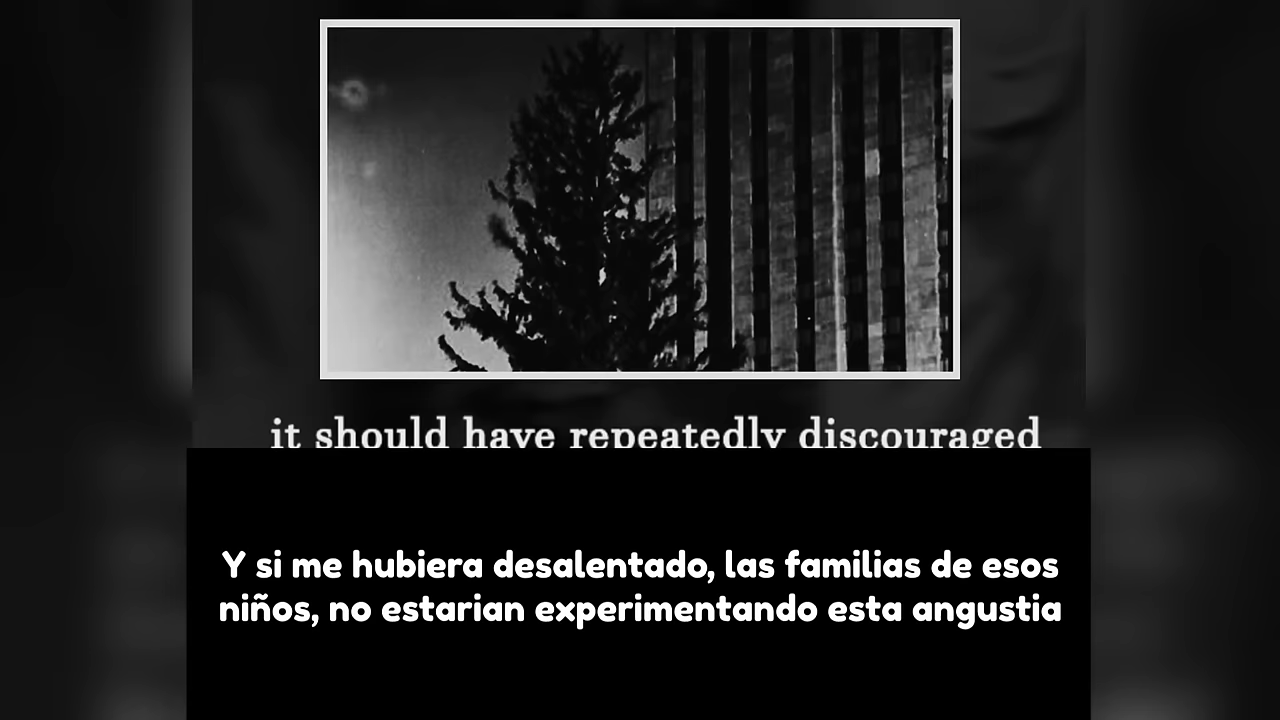 it should have repeatedly discouraged
Y si me hubiera desalentado, las familias de esos
niños, no estarian experimentando esta angustia